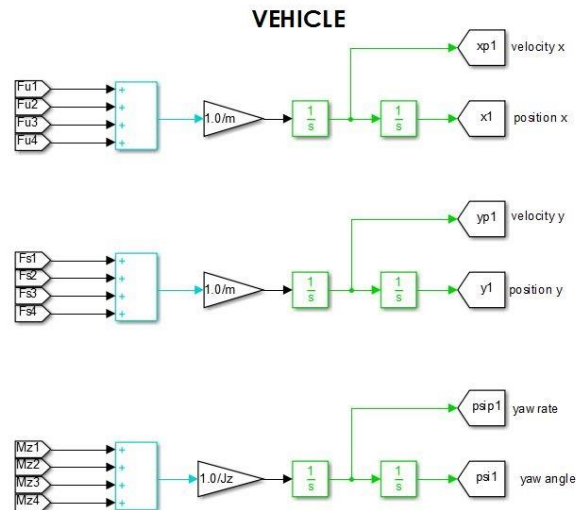 VEHICLE
xp1 velocity x
Fu1 +
Fu2 +
Fu3 +
Fu4 +
1.0/m
1
s
1
s
x1 position x
yp1 velocity y
Fs1 +
Fs2 +
Fs3 +
Fs4 +
1.0/m
1
s
1
s
y1 position y
psip1 yaw rate
Mz1 +
Mz2 +
Mz3 +
Mz4 +
1.0/Jz
1
s
1
s
psi1 yaw angle